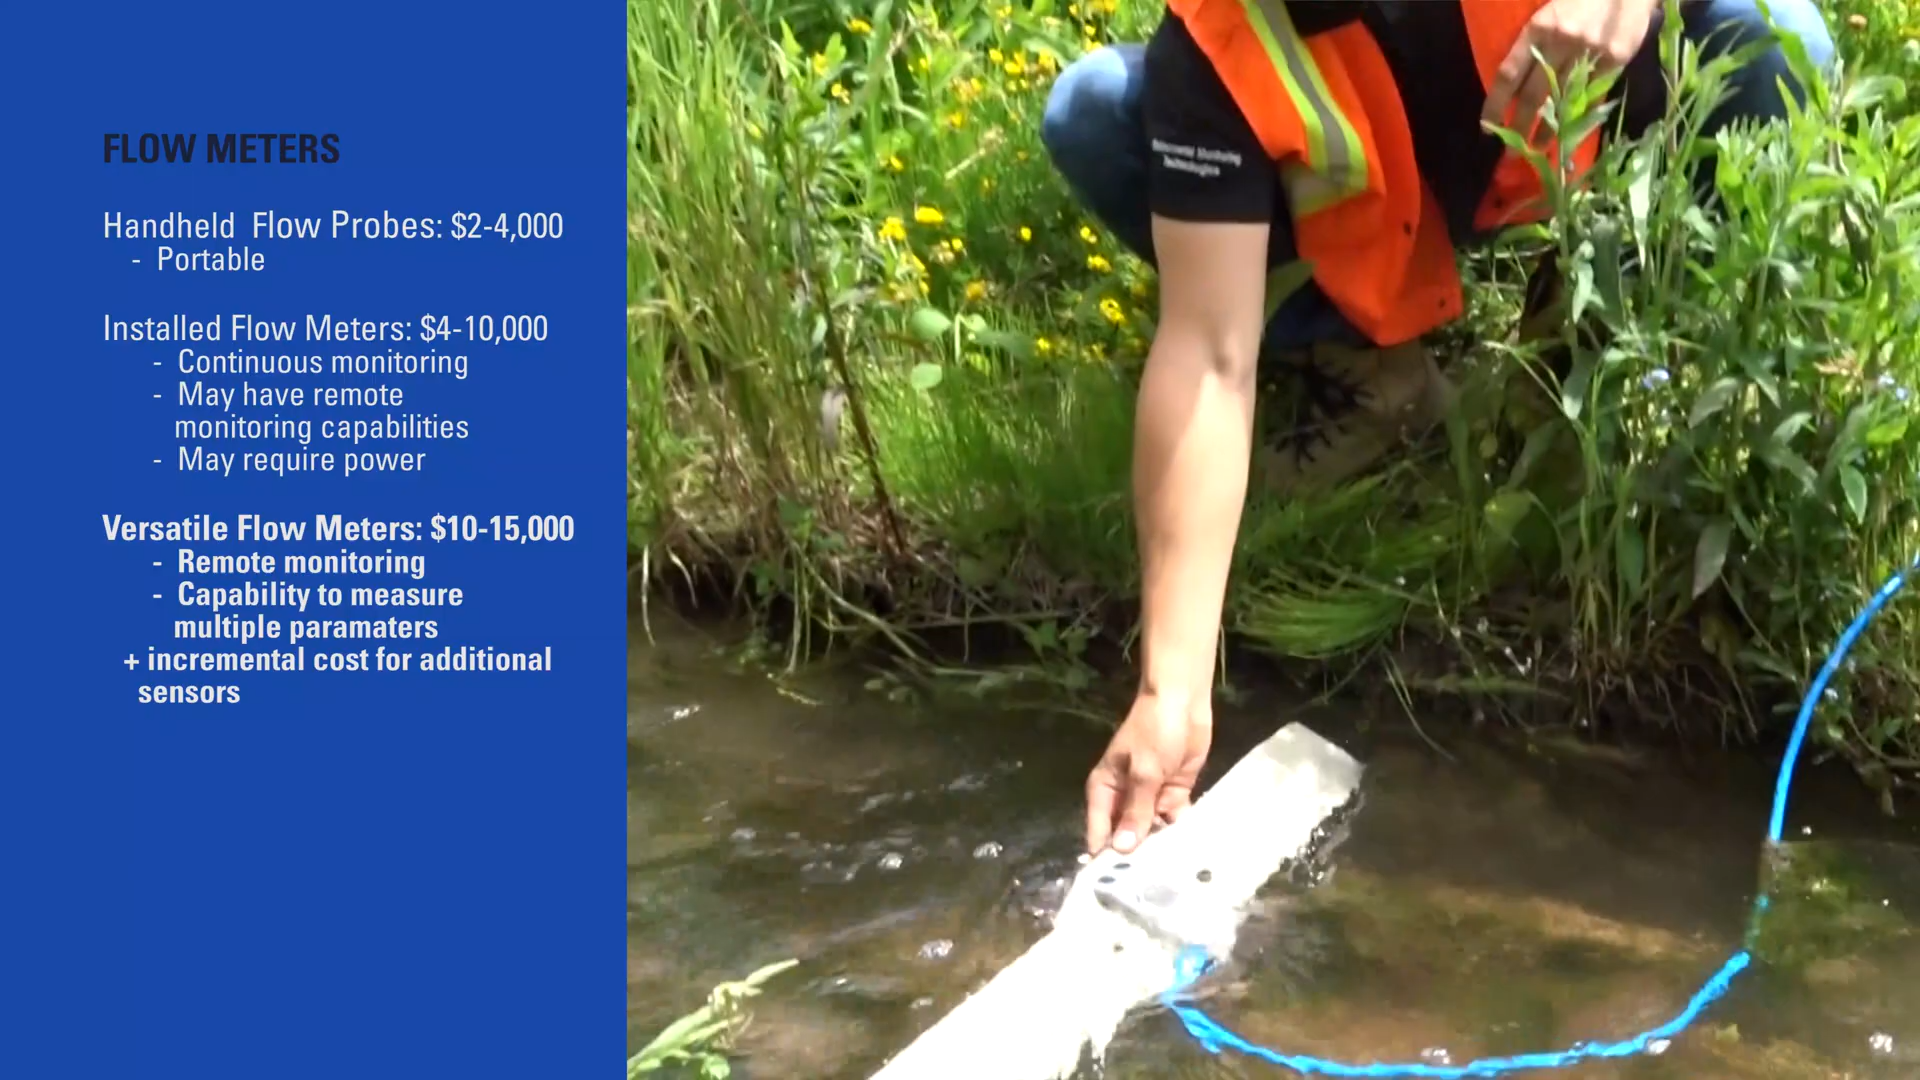 FLOW METERS
Handheld Flow Probes: $2-4,000
- Portable
Installed Flow Meters: $4-10,000
- Continuous monitoring
- May have remote
monitoring capabilities
- May require power
Versatile Flow Meters: $10-15,000
- Remote monitoring
- Capability to measure
multiple paramaters
+ incremental cost for additional
sensors
Monitoring
Technologies